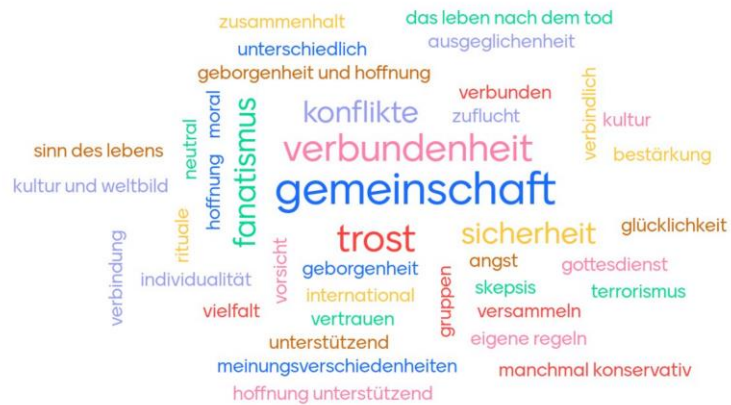 das leben nach dem tod
zusammenhalt
ausgeglichenheit
unterschiedlich
geborgenheit und hoffnung
verbunden
konflikte
zuflucht
verbindlich
kultur
moral
neutral
fanatismus
sinn des lebens
verbundenheit
bestärkung
kultur und weltbild
hoffnung
gemeinschaft
rituale
trost
sicherheit
glücklichkeit
verbindung
individualität
vorsicht
geborgenheit
angst
gottesdienst
international
gruppen
skepsis
terrorismus
vielfalt
vertrauen
versammeln
unterstützend
eigene regeln
meinungsverschiedenheiten
manchmal konservativ
hoffnung unterstützend